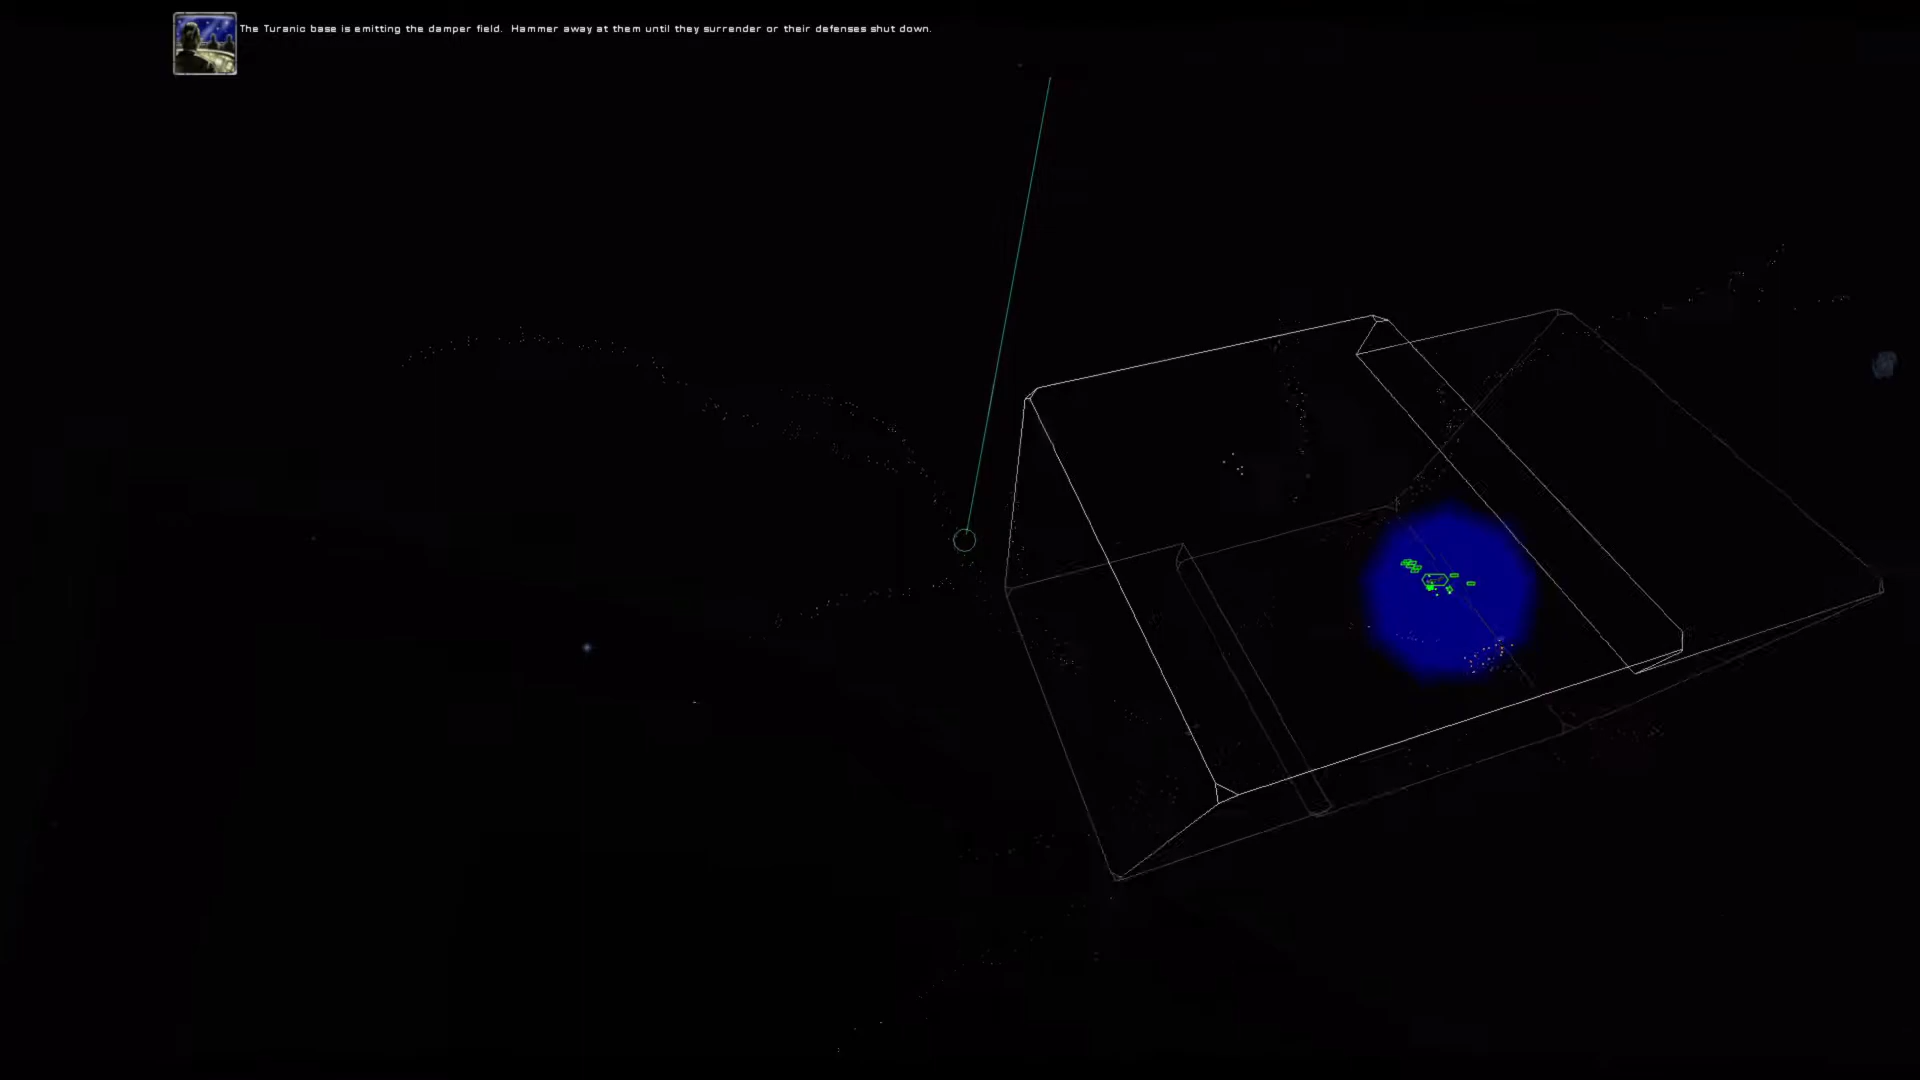 The Turanic base is emitting the damper field. Hammer away at them until they surrender or their defenses shut down.